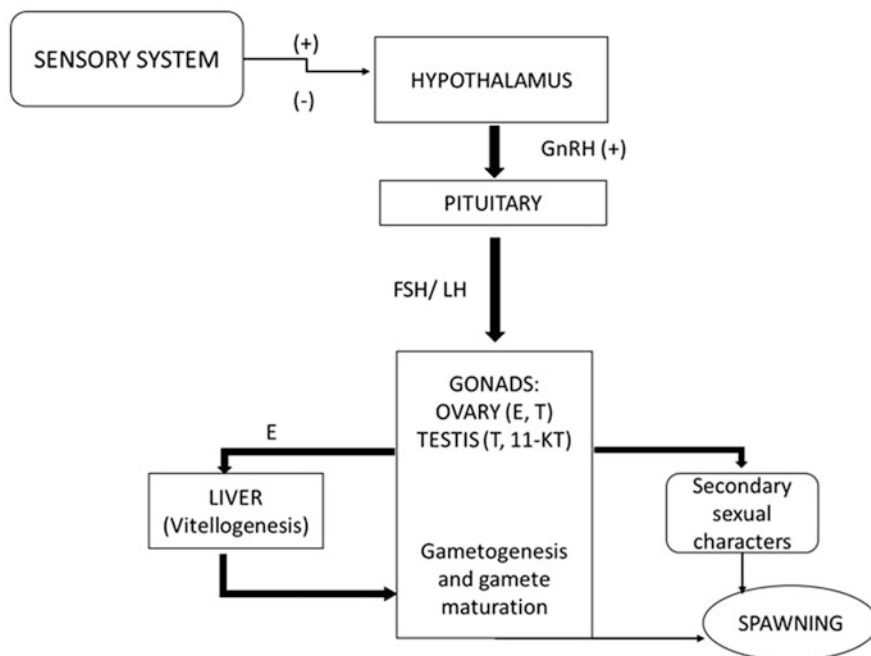 SENSORY SYSTEM
(+)
(-)
HYPOTHALAMUS
GnRH (+)
PITUITARY
FSH/ LH
GONADS:
OVARY (E, T)
TESTIS (T, 11-KT)
E
LIVER
(Vitellogenesis)
Secondary
sexual
characters
Gametogenesis
and gamete
maturation
SPAWNING